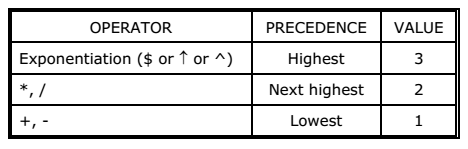 OPERATOR PRECEDENCE VALUE
Exponentiation ($ or ↑ or ^) Highest 3
*, / Next highest 2
+, - Lowest 1